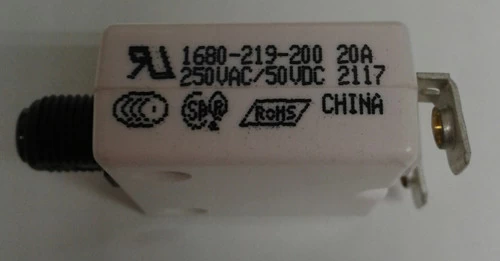 1680-219-200 20A
250VAC/50VDC 2117
RoHS CHINA